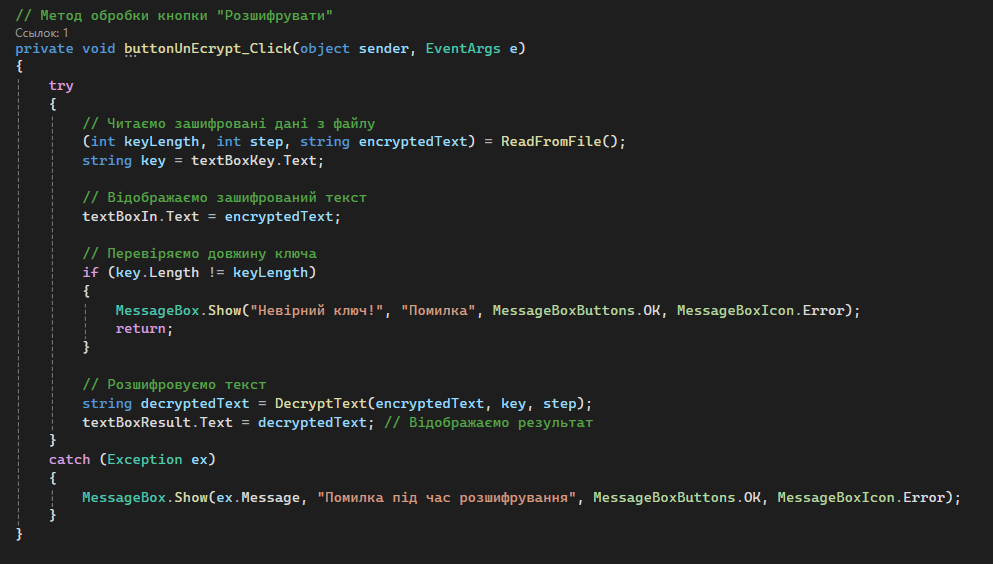 // Метод обробки кнопки "Розшифрувати"
Ссылок: 1
private void buttonUnEcrypt_Click(object sender, EventArgs e)
{
try
{
// Читаємо зашифровані дані з файлу
(int keyLength, int step, string encryptedText) = ReadFromFile();
string key = textBoxKey.Text;
// Відображаємо зашифрований текст
textBoxIn.Text = encryptedText;
// Перевіряємо довжину ключа
if (key.Length != keyLength)
{
MessageBox.Show("Невірний ключ!", "Помилка", MessageBoxButtons.OK, MessageBoxIcon.Error);
return;
}
// Розшифровуємо текст
string decryptedText = DecryptText(encryptedText, key, step);
textBoxResult.Text = decryptedText; // Відображаємо результат
}
catch (Exception ex)
{
MessageBox.Show(ex.Message, "Помилка під час розшифрування", MessageBoxButtons.OK, MessageBoxIcon.Error);
}
}